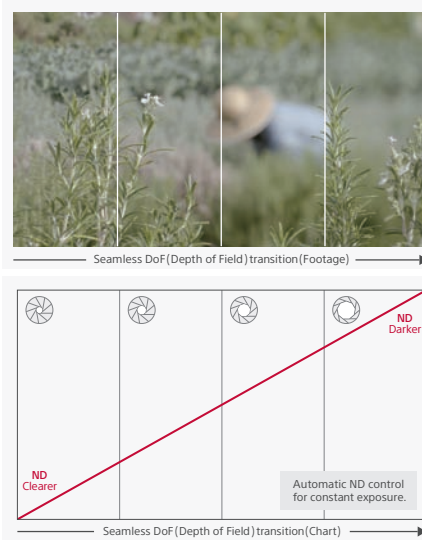 Seamless DoF(Depth of Field)transition(Footage)
ND
Darker
ND
Clearer
Automatic ND control
for constant exposure.
Seamless DoF(Depth of Field)transition(Chart)